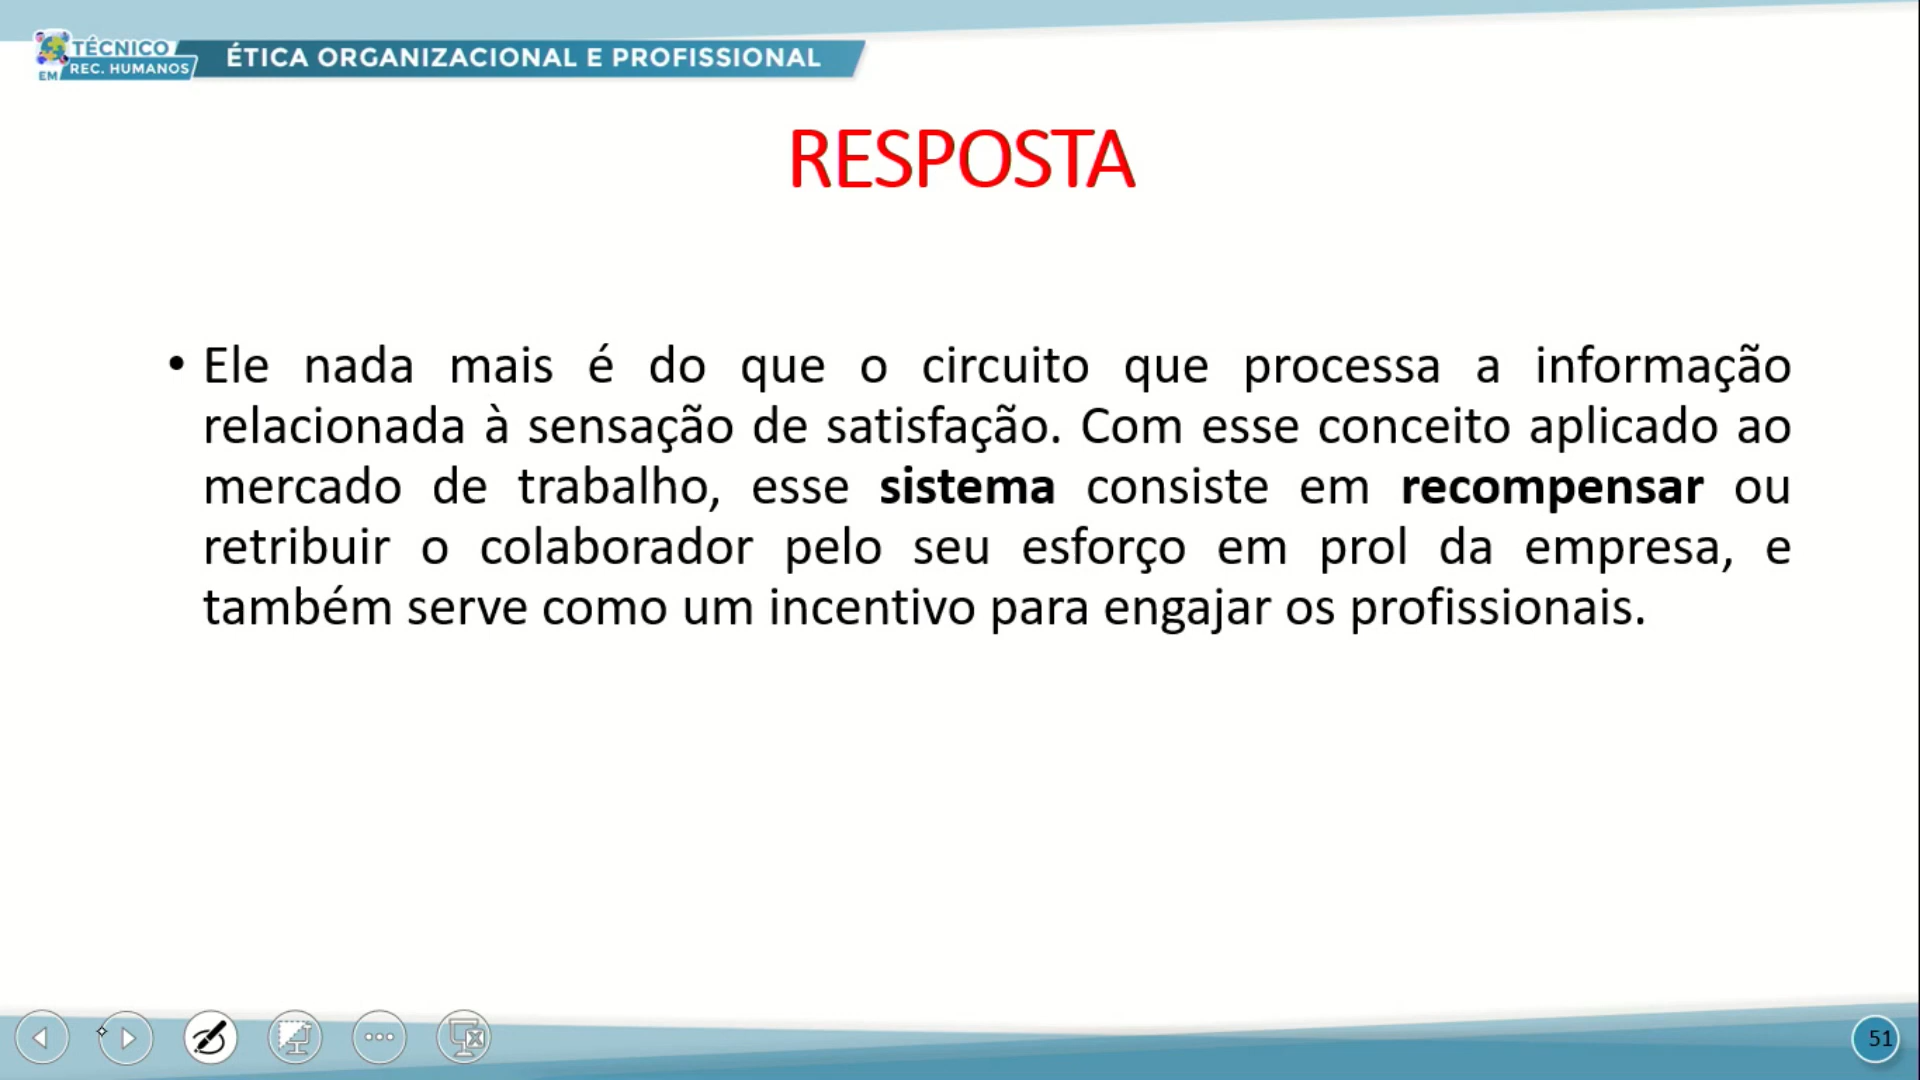 TÉCNICO
EM REC. HUMANOS
ÉTICA ORGANIZACIONAL E PROFISSIONAL
RESPOSTA
• Ele nada mais é do que o circuito que processa a informação
relacionada à sensação de satisfação. Com esse conceito aplicado ao
mercado de trabalho, esse sistema consiste em recompensar ou
retribuir o colaborador pelo seu esforço em prol da empresa, e
também serve como um incentivo para engajar os profissionais.
51